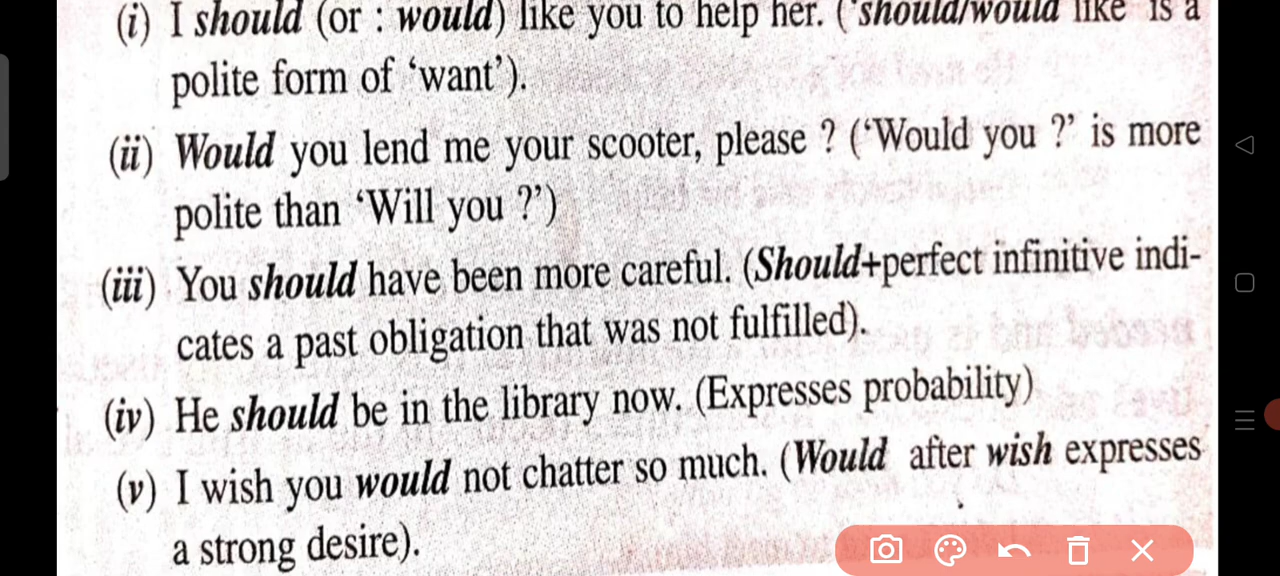 (i) I should (or : would) like you to help her. ('should/would like' is a
polite form of 'want').
(ii) Would you lend me your scooter, please ? ('Would you ?' is more
polite than 'Will you ?')
(iii) You should have been more careful. (Should+perfect infinitive indi-
cates a past obligation that was not fulfilled).
(iv) He should be in the library now. (Expresses probability)
(v) I wish you would not chatter so much. (Would after wish expresses
a strong desire).